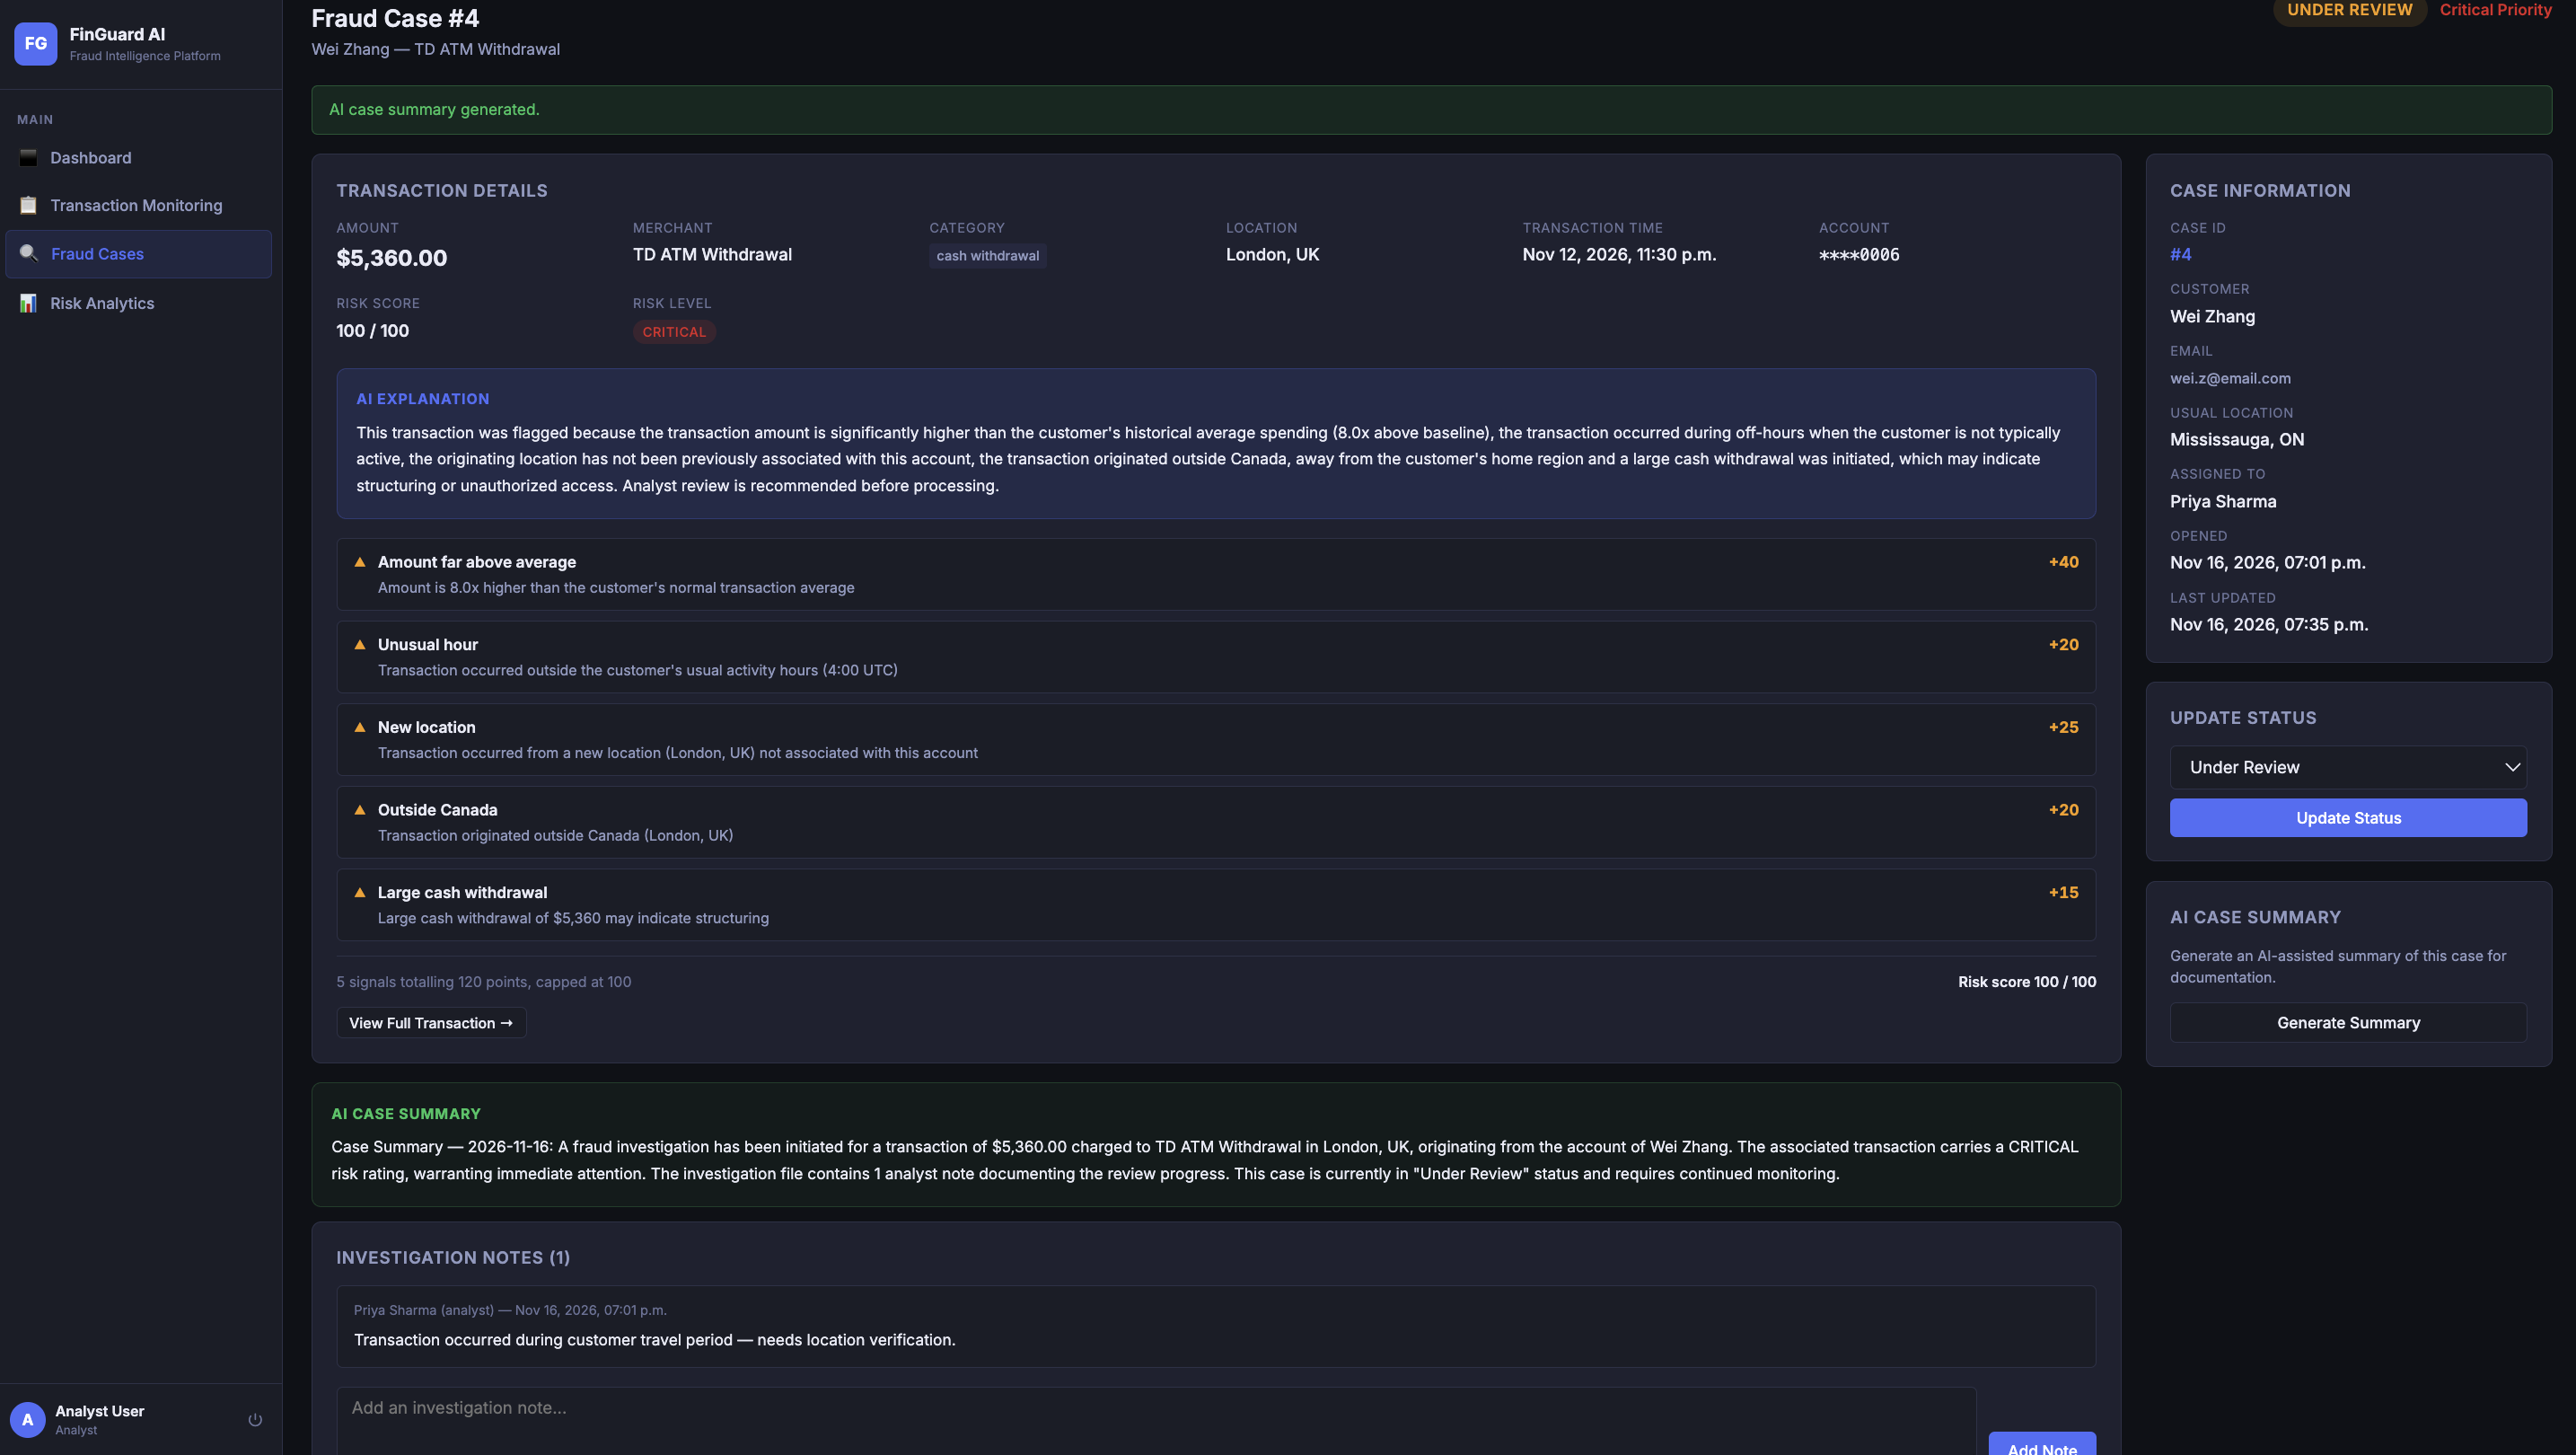 FG
FinGuard AI
Fraud Intelligence Platform
MAIN
Dashboard
Transaction Monitoring
Fraud Cases
Risk Analytics
A
Analyst User
Analyst
Fraud Case #4
Wei Zhang — TD ATM Withdrawal
UNDER REVIEW
Critical Priority
AI case summary generated.
TRANSACTION DETAILS
AMOUNT
$5,360.00
MERCHANT
TD ATM Withdrawal
CATEGORY
cash withdrawal
LOCATION
London, UK
TRANSACTION TIME
Nov 12, 2026, 11:30 p.m.
ACCOUNT
****0006
RISK SCORE
100 / 100
RISK LEVEL
CRITICAL
AI EXPLANATION
This transaction was flagged because the transaction amount is significantly higher than the customer's historical average spending (8.0x above baseline), the transaction occurred during off-hours when the customer is not typically
active, the originating location has not been previously associated with this account, the transaction originated outside Canada, away from the customer's home region and a large cash withdrawal was initiated, which may indicate
structuring or unauthorized access. Analyst review is recommended before processing.
Amount far above average
+40
Amount is 8.0x higher than the customer's normal transaction average
Unusual hour
+20
Transaction occurred outside the customer's usual activity hours (4:00 UTC)
New location
+25
Transaction occurred from a new location (London, UK) not associated with this account
Outside Canada
+20
Transaction originated outside Canada (London, UK)
Large cash withdrawal
+15
Large cash withdrawal of $5,360 may indicate structuring
5 signals totalling 120 points, capped at 100
Risk score 100 / 100
View Full Transaction →
AI CASE SUMMARY
Case Summary — 2026-11-16: A fraud investigation has been initiated for a transaction of $5,360.00 charged to TD ATM Withdrawal in London, UK, originating from the account of Wei Zhang. The associated transaction carries a CRITICAL
risk rating, warranting immediate attention. The investigation file contains 1 analyst note documenting the review progress. This case is currently in "Under Review" status and requires continued monitoring.
INVESTIGATION NOTES (1)
Priya Sharma (analyst) — Nov 16, 2026, 07:01 p.m.
Transaction occurred during customer travel period — needs location verification.
Add an investigation note...
Add Note
CASE INFORMATION
CASE ID
#4
CUSTOMER
Wei Zhang
EMAIL
wei.z@email.com
USUAL LOCATION
Mississauga, ON
ASSIGNED TO
Priya Sharma
OPENED
Nov 16, 2026, 07:01 p.m.
LAST UPDATED
Nov 16, 2026, 07:35 p.m.
UPDATE STATUS
Under Review
Update Status
AI CASE SUMMARY
Generate an AI-assisted summary of this case for
documentation.
Generate Summary